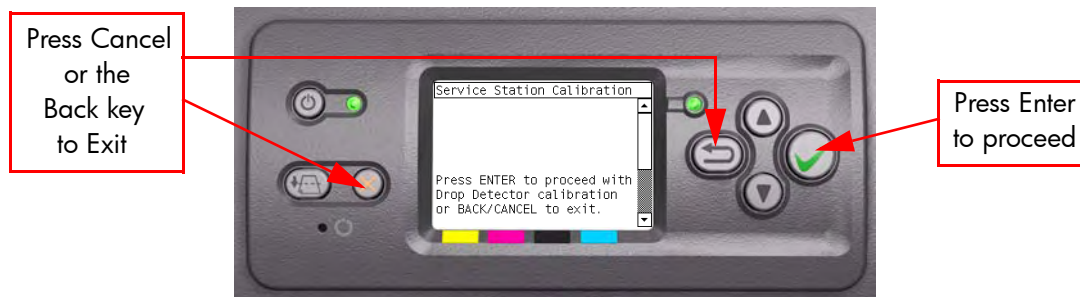 Press Cancel
or the
Back key
to Exit
Service Station Calibration
Press ENTER to proceed with
Drop Detector calibration
or BACK/CANCEL to exit.
Press Enter
to proceed